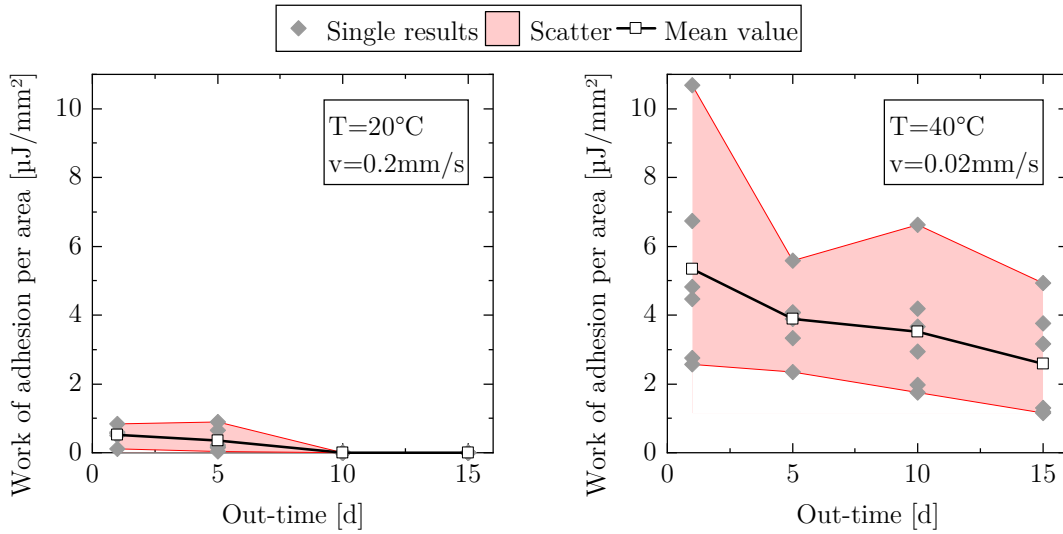 Single results Scatter Mean value
Work of adhesion per area [µJ/mm²]
10
8
6
4
2
0
T=20°C
v=0.2mm/s
0 5 10 15
Out-time [d]
Work of adhesion per area [µJ/mm²]
10
8
6
4
2
0
T=40°C
v=0.02mm/s
0 5 10 15
Out-time [d]